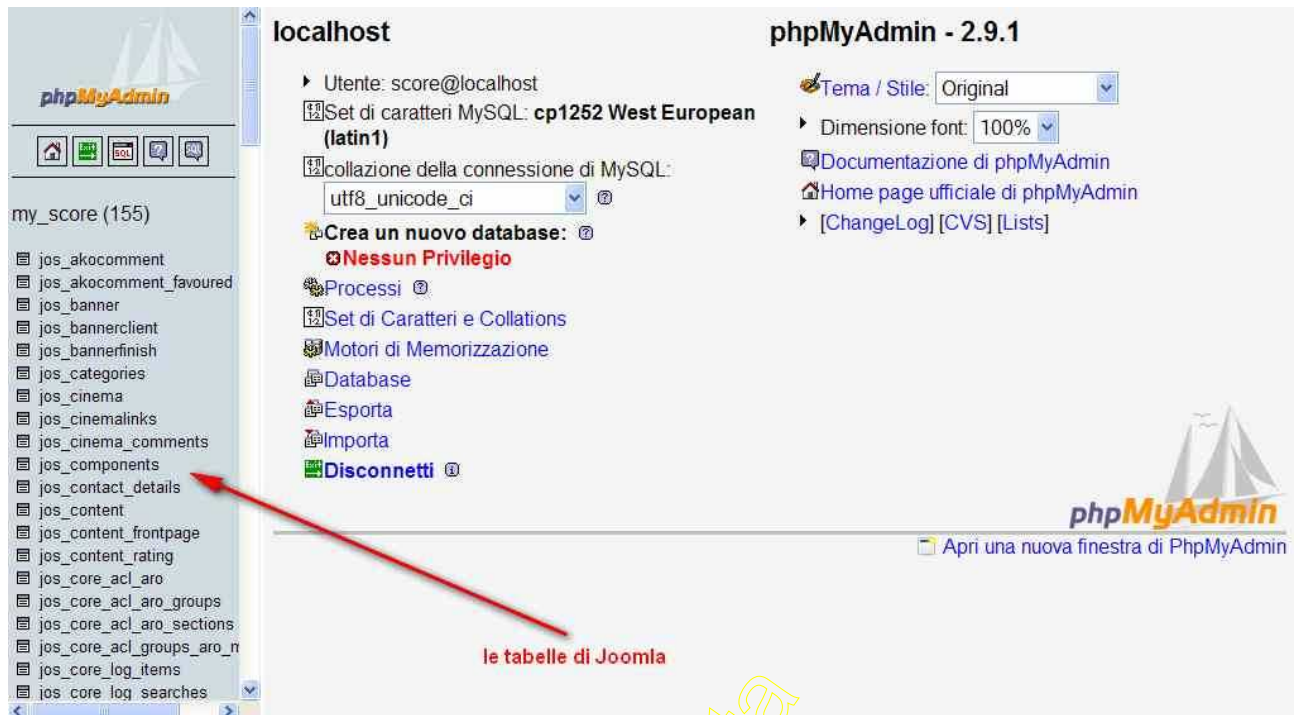 phpMyAdmin
SQL
my_score (155)
jos_akocomment
jos_akocomment_favoured
jos_banner
jos_bannerclient
jos_bannerfinish
jos_categories
jos_cinema
jos_cinemalinks
jos_cinema_comments
jos_components
jos_contact_details
jos_content
jos_content_frontpage
jos_content_rating
jos_core_acl_aro
jos_core_acl_aro_groups
jos_core_acl_aro_sections
jos_core_acl_groups_aro_m
jos_core_log_items
jos_core_log_searches
localhost
Utente: score@localhost
Set di caratteri MySQL: cp1252 West European
(latin1)
collazione della connessione di MySQL:
utf8_unicode_ci
Crea un nuovo database:
Nessun Privilegio
Processi
Set di Caratteri e Collations
Motori di Memorizzazione
Database
Esporta
Importa
Disconnetti
phpMyAdmin - 2.9.1
Tema / Stile: Original
Dimensione font: 100%
Documentazione di phpMyAdmin
Home page ufficiale di phpMyAdmin
[ChangeLog] [CVS] [Lists]
phpMyAdmin
Apri una nuova finestra di PhpMyAdmin
le tabelle di Joomla